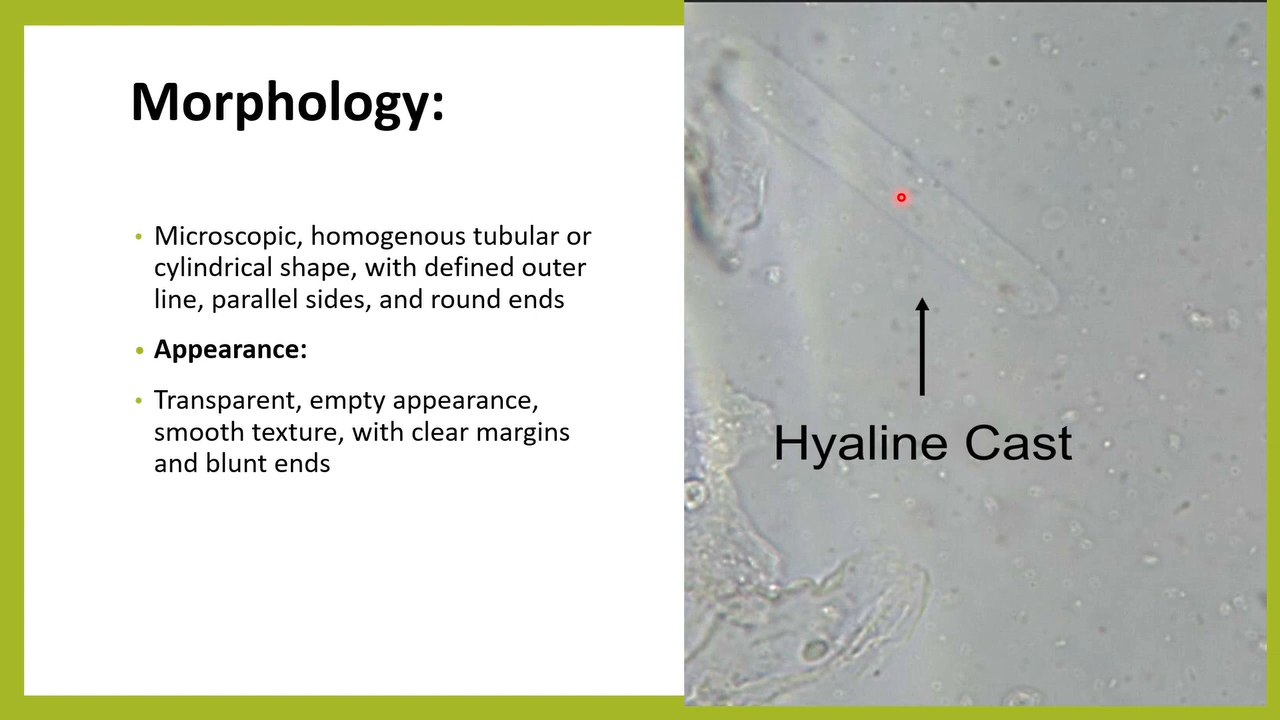 Morphology:
Microscopic, homogenous tubular or
cylindrical shape, with defined outer
line, parallel sides, and round ends
Appearance:
Transparent, empty appearance,
smooth texture, with clear margins
and blunt ends
Hyaline Cast